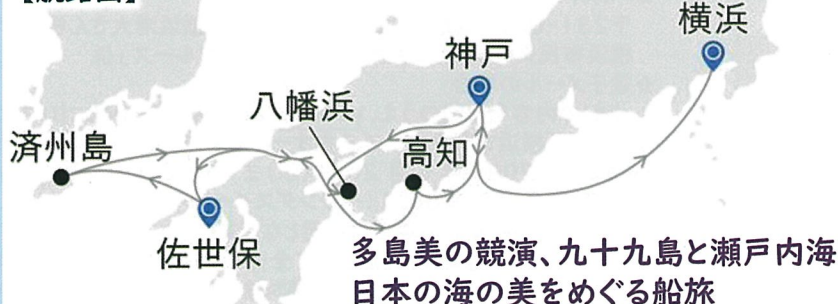 横浜
神戸
八幡浜
済州島
高知
佐世保
多島美の競演、九十九島と瀬戸内海
日本の海の美をめぐる船旅